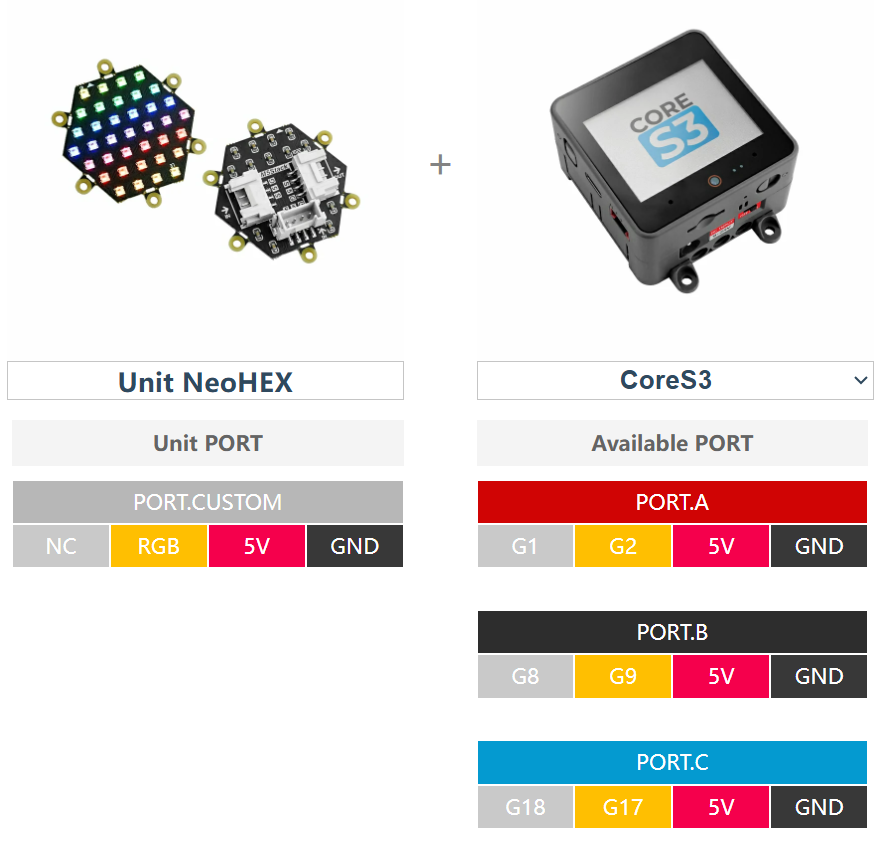 +
CORE
S3
Unit NeoHEX
CoreS3
Unit PORT
Available PORT
PORT.CUSTOM
NC RGB 5V GND
PORT.A
G1 G2 5V GND
PORT.B
G8 G9 5V GND
PORT.C
G18 G17 5V GND